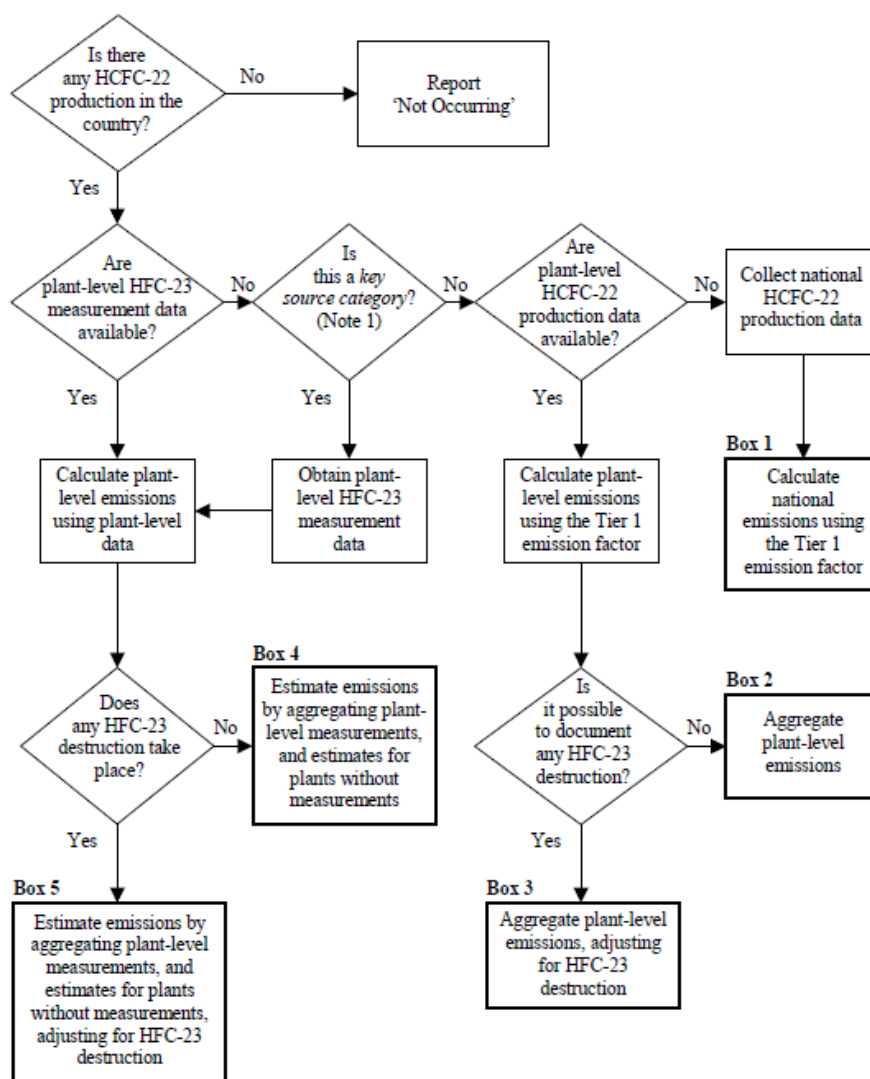 Is there
any HCFC-22
production in the
country?
No
Report
‘Not Occurring’
Yes
Are
plant-level HFC-23
measurement data
available?
No
Is
this a key
source category?
(Note 1)
No
Are
plant-level
HCFC-22
production data
available?
No
Collect national
HCFC-22
production data
Yes
Yes
Yes
Calculate plant-
level emissions
using plant-level
data
Obtain plant-
level HFC-23
measurement
data
Calculate plant-
level emissions
using the Tier 1
emission factor
Box 1
Calculate
national
emissions using
the Tier 1
emission factor
Does
any HFC-23
destruction take
place?
No
Box 4
Estimate emissions
by aggregating plant-
level measurements,
and estimates for
plants without
measurements
Is
it possible
to document
any HFC-23
destruction?
No
Box 2
Aggregate
plant-level
emissions
Yes
Yes
Box 5
Estimate emissions by
aggregating plant-level
measurements, and
estimates for plants
without measurements,
adjusting for HFC-23
destruction
Box 3
Aggregate plant-level
emissions, adjusting
for HFC-23
destruction